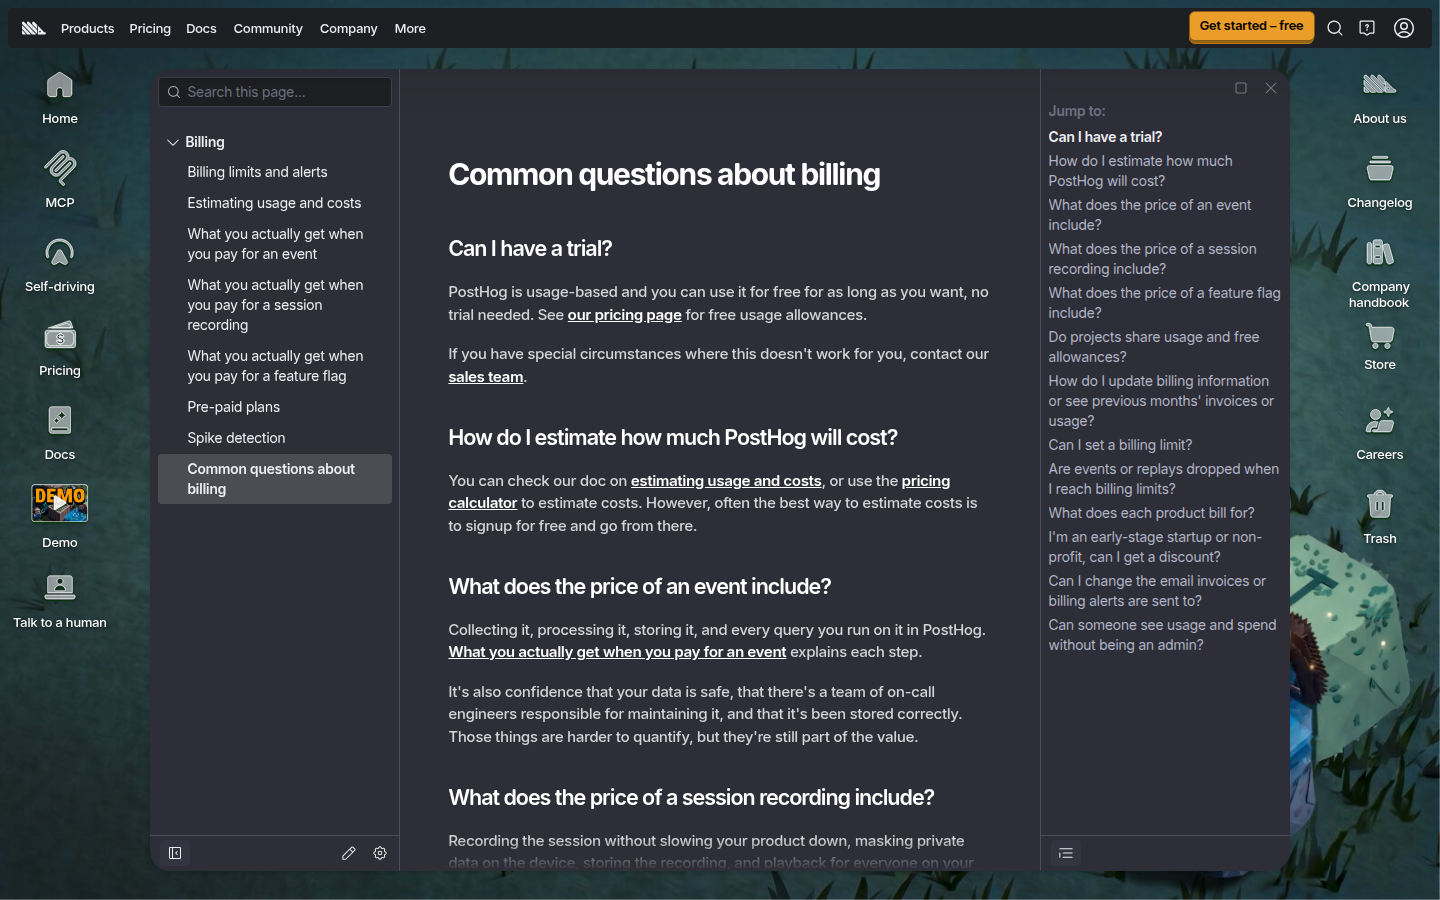 Products
Pricing
Docs
Community
Company
More
Get started – free
Home
MCP
Self-driving
Pricing
Docs
DEMO
Demo
Talk to a human
Search this page...
Billing
Billing limits and alerts
Estimating usage and costs
What you actually get when
you pay for an event
What you actually get when
you pay for a session
recording
What you actually get when
you pay for a feature flag
Pre-paid plans
Spike detection
Common questions about
billing
Common questions about billing
Can I have a trial?
PostHog is usage-based and you can use it for free for as long as you want, no
trial needed. See our pricing page for free usage allowances.
If you have special circumstances where this doesn't work for you, contact our
sales team.
How do I estimate how much PostHog will cost?
You can check our doc on estimating usage and costs, or use the pricing
calculator to estimate costs. However, often the best way to estimate costs is
to signup for free and go from there.
What does the price of an event include?
Collecting it, processing it, storing it, and every query you run on it in PostHog.
What you actually get when you pay for an event explains each step.
It's also confidence that your data is safe, that there's a team of on-call
engineers responsible for maintaining it, and that it's been stored correctly.
Those things are harder to quantify, but they're still part of the value.
What does the price of a session recording include?
Recording the session without slowing your product down, masking private
data on the device, storing the recording, and playback for everyone on your
Jump to:
Can I have a trial?
How do I estimate how much
PostHog will cost?
What does the price of an event
include?
What does the price of a session
recording include?
What does the price of a feature flag
include?
Do projects share usage and free
allowances?
How do I update billing information
or see previous months' invoices or
usage?
Can I set a billing limit?
Are events or replays dropped when
I reach billing limits?
What does each product bill for?
I'm an early-stage startup or non-
profit, can I get a discount?
Can I change the email invoices or
billing alerts are sent to?
Can someone see usage and spend
without being an admin?
About us
Changelog
Company
handbook
Store
Careers
Trash